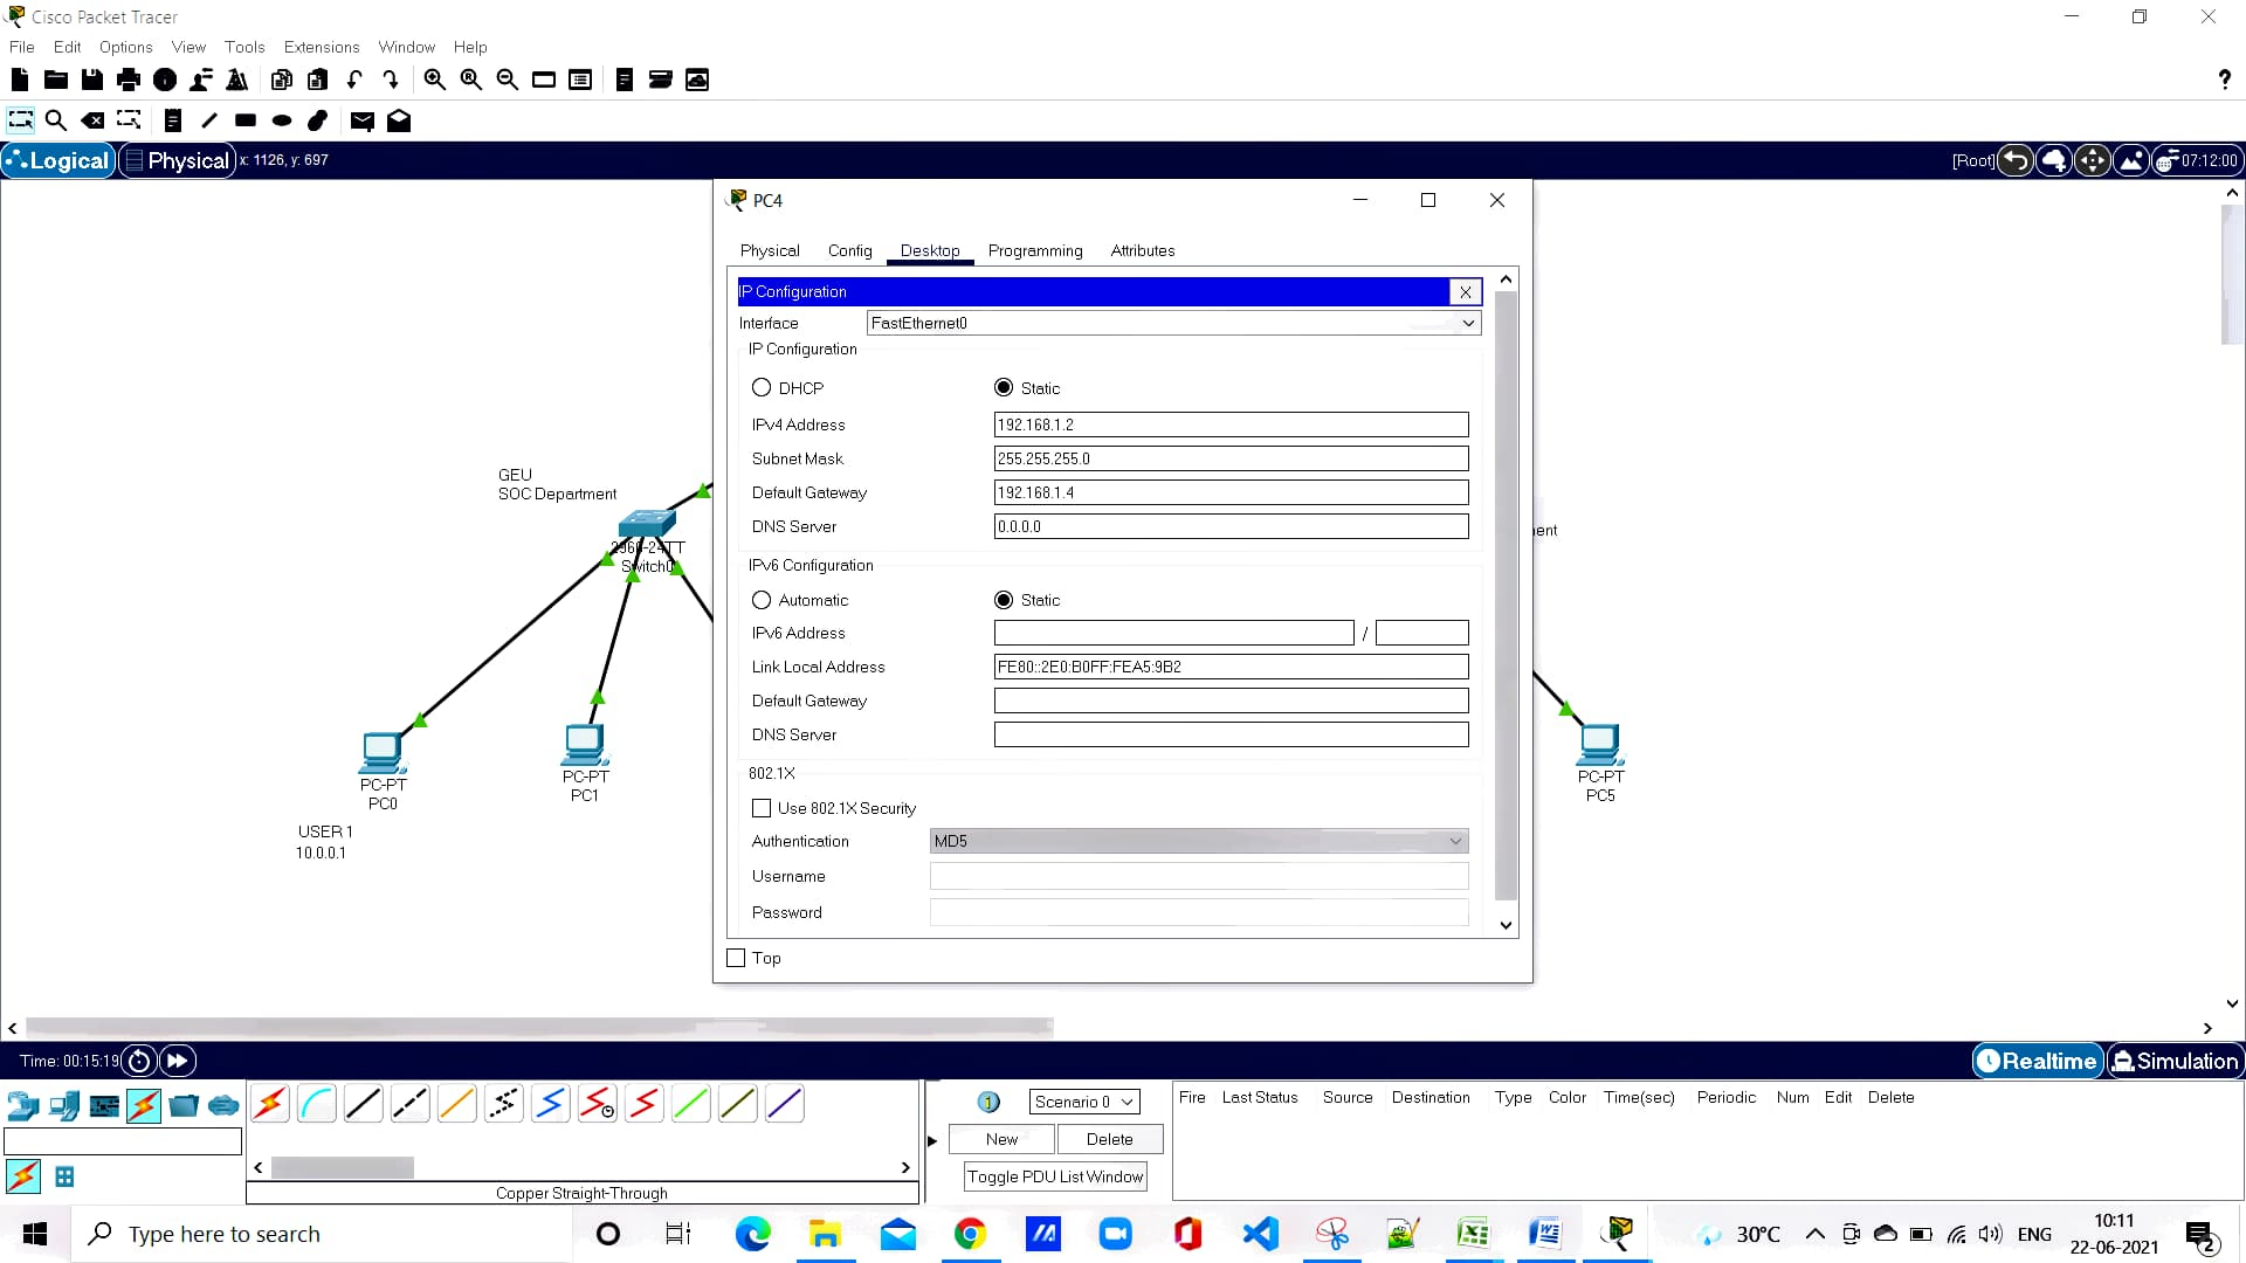 Cisco Packet Tracer
File Edit Options View Tools Extensions Window Help
?
Logical Physical x: 1126, y: 697 [Root] 07:12:00
PC4
Physical Config Desktop Programming Attributes
IP Configuration X
Interface FastEthernet0
IP Configuration
DHCP Static
IPv4 Address 192.168.1.2
Subnet Mask 255.255.255.0
Default Gateway 192.168.1.4
DNS Server 0.0.0.0
IPv6 Configuration
Automatic Static
IPv6 Address /
Link Local Address FE80::2E0:B0FF:FEA5:9B2
Default Gateway
DNS Server
802.1X
Use 802.1X Security
Authentication MD5
Username
Password
Top
GEU
SOC Department
2960-24TT
Switch0
ent
PC-PT
PC0
PC-PT
PC1
PC-PT
PC5
USER 1
10.0.0.1
Time: 00:15:19 Realtime Simulation
Scenario 0
New Delete
Toggle PDU List Window
Fire Last Status Source Destination Type Color Time(sec) Periodic Num Edit Delete
Copper Straight-Through
Type here to search
30°C ENG 10:11
22-06-2021
2